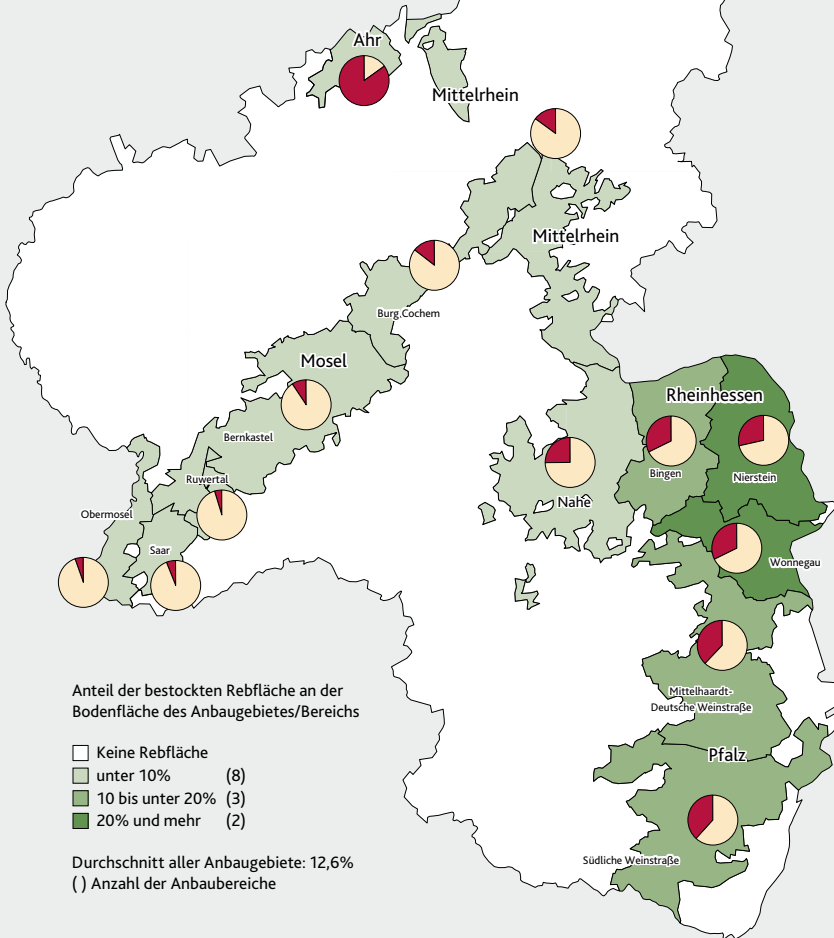 Ahr
Mittelrhein
Mittelrhein
Burg Cochem
Mosel
Rheinhessen
Bernkastel
Bingen
Nierstein
Ruwertal
Nahe
Obermosel
Saar
Wonnegau
Mittelhaardt-
Deutsche Weinstraße
Pfalz
Südliche Weinstraße
Anteil der bestockten Rebfläche an der
Bodenfläche des Anbaugebietes/Bereichs
Keine Rebfläche
unter 10% (8)
10 bis unter 20% (3)
20% und mehr (2)
Durchschnitt aller Anbaugebiete: 12,6%
( ) Anzahl der Anbaubereiche